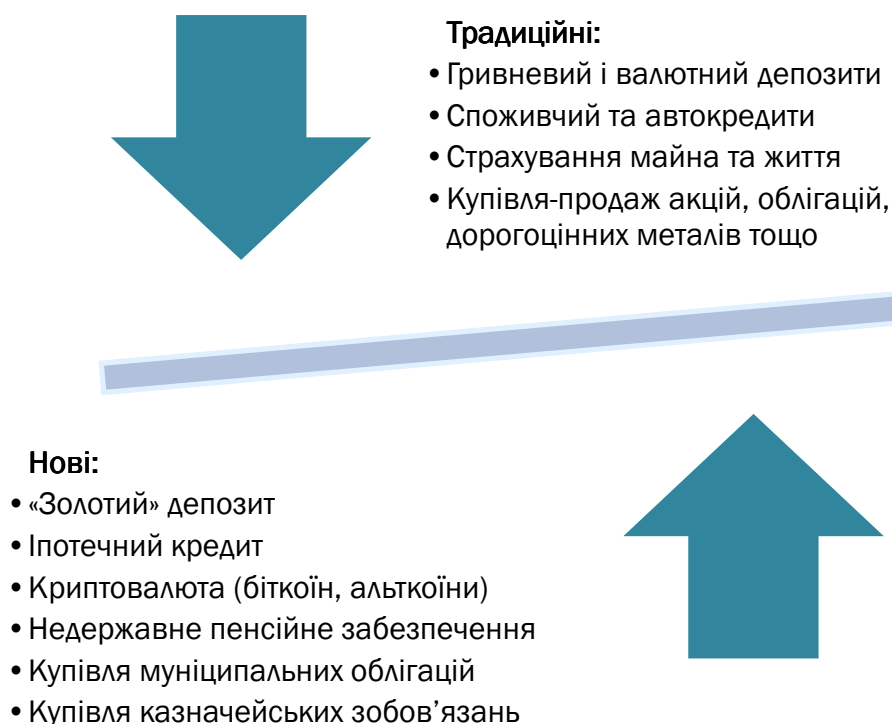 Традиційні:
• Гривневий і валютний депозити
• Споживчий та автокредити
• Страхування майна та життя
• Купівля-продаж акцій, облігацій,
дорогоцінних металів тощо
Нові:
• «Золотий» депозит
• Іпотечний кредит
• Криптовалюта (біткоїн, альткоїни)
• Недержавне пенсійне забезпечення
• Купівля муніципальних облігацій
• Купівля казначейських зобов’язань